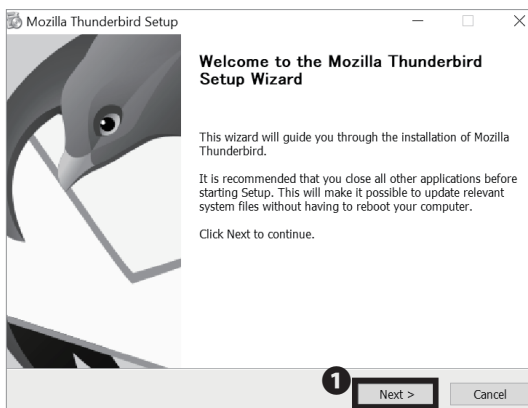 Mozilla Thunderbird Setup
Welcome to the Mozilla Thunderbird
Setup Wizard
This wizard will guide you through the installation of Mozilla
Thunderbird.
It is recommended that you close all other applications before
starting Setup. This will make it possible to update relevant
system files without having to reboot your computer.
Click Next to continue.
1
Next >
Cancel